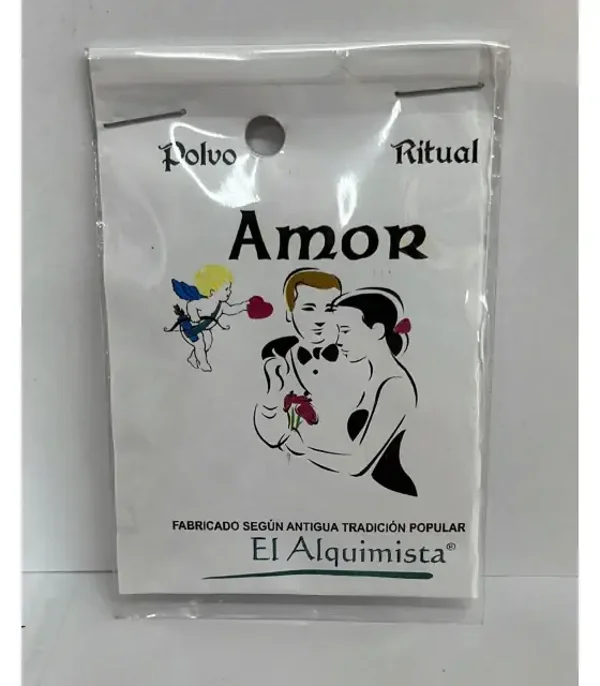 Polvo Ritual
Amor
FABRICADO SEGÚN ANTIGUA TRADICIÓN POPULAR
El Alquimista®